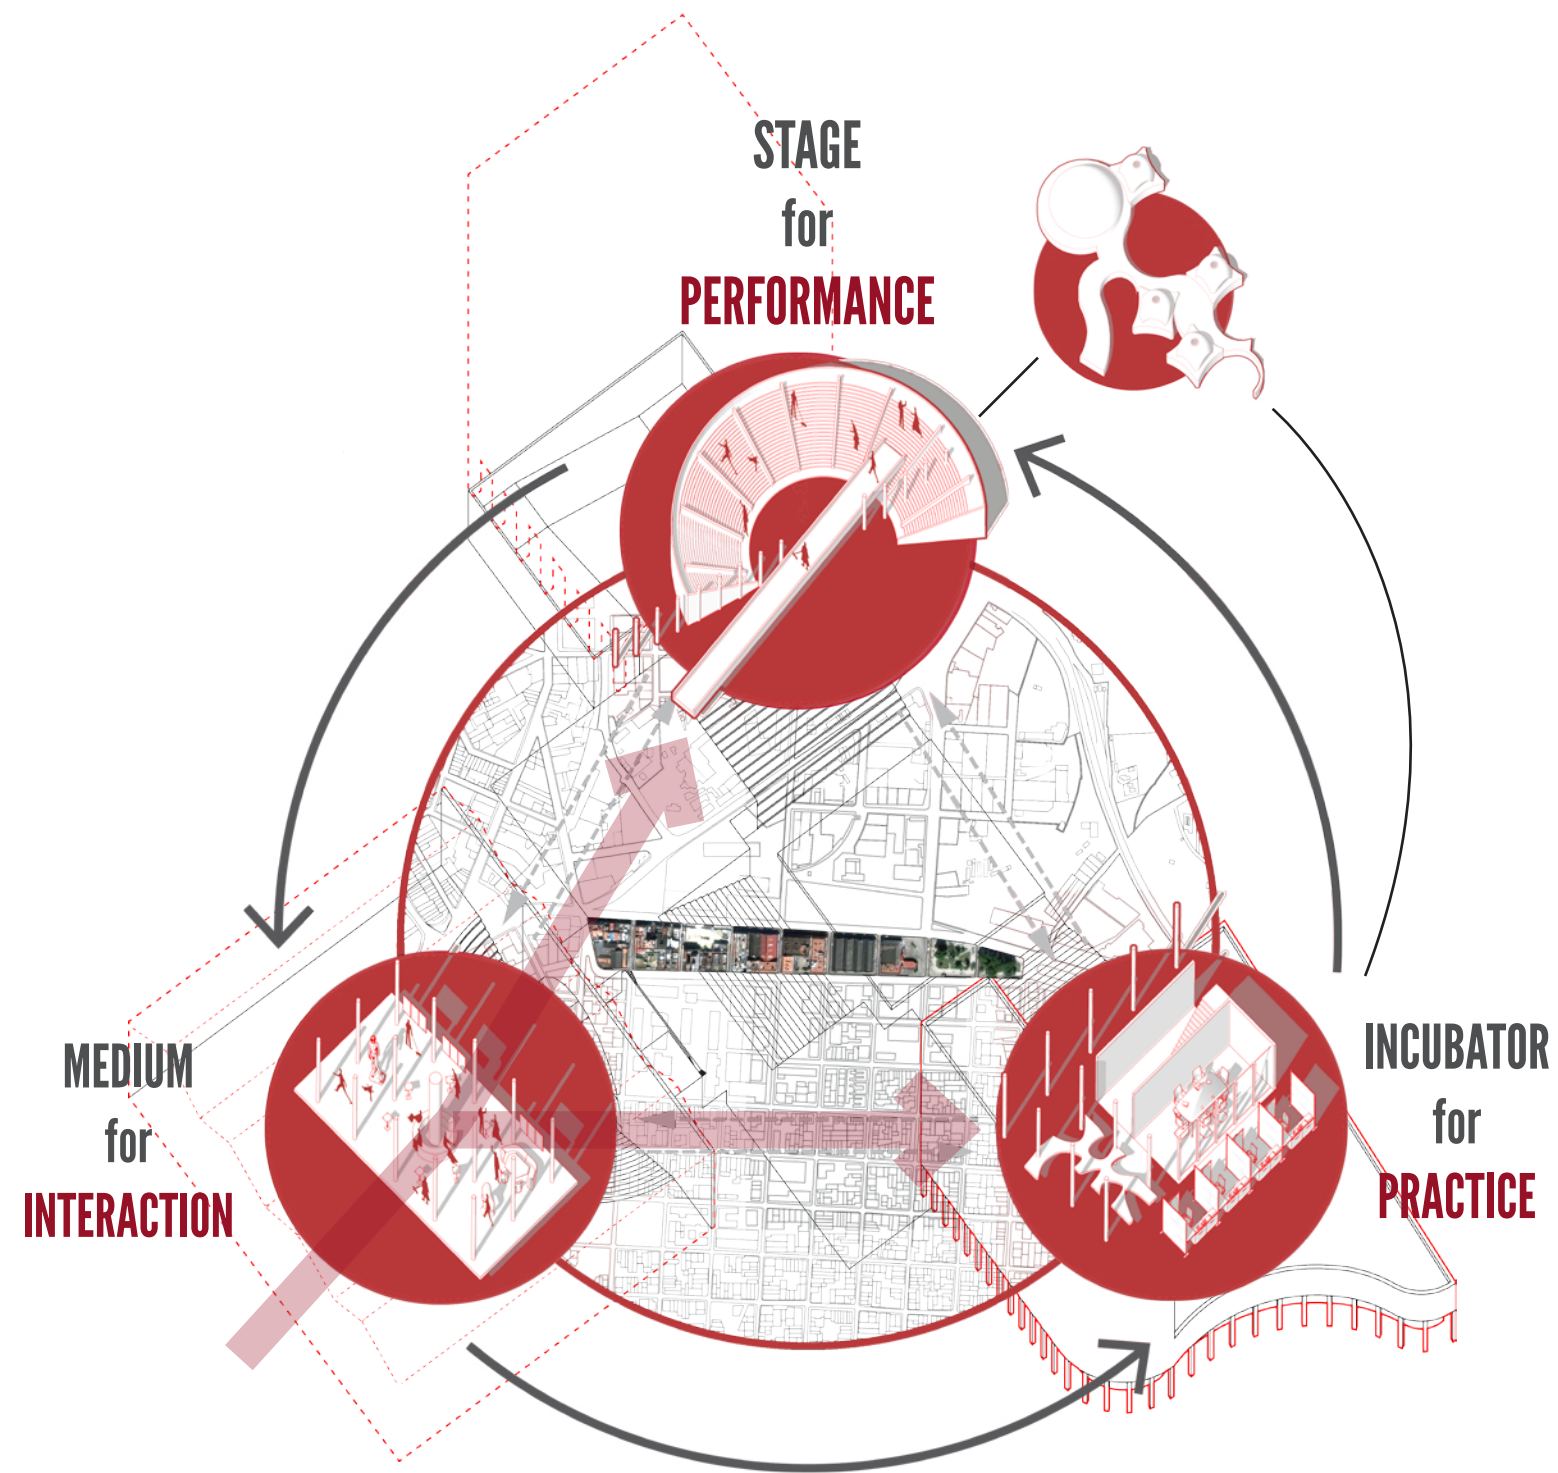 STAGE
for
PERFORMANCE
MEDIUM
for
INTERACTION
INCUBATOR
for
PRACTICE